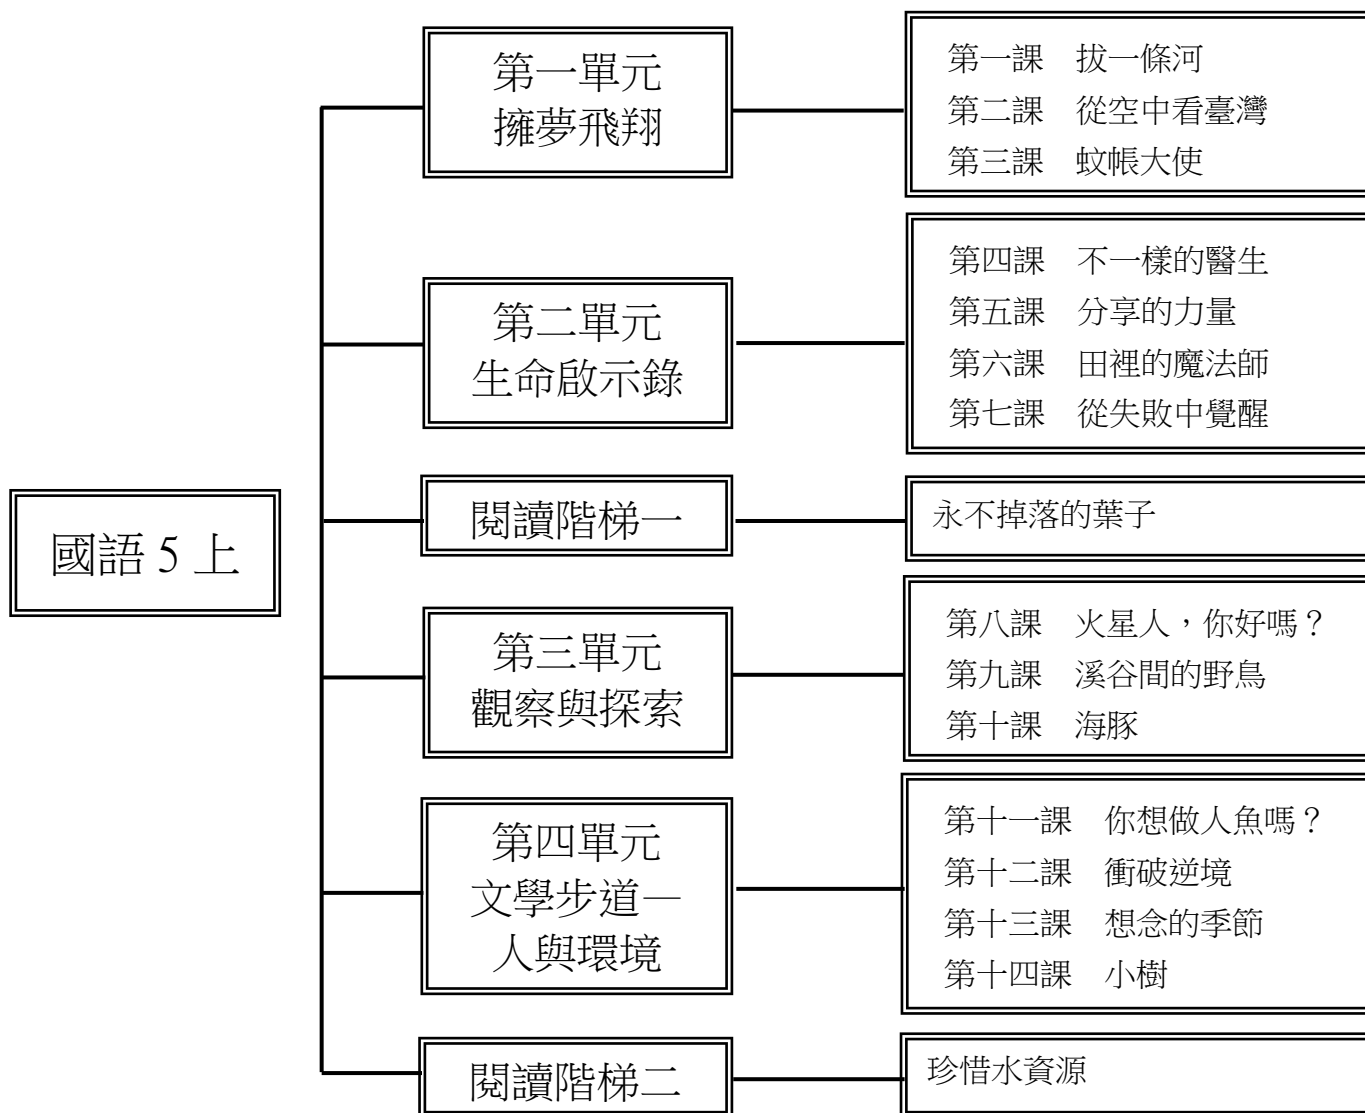 國語 5 上
第一單元
擁夢飛翔
第一課　拔一條河
第二課　從空中看臺灣
第三課　蚊帳大使
第二單元
生命啟示錄
第四課　不一樣的醫生
第五課　分享的力量
第六課　田裡的魔法師
第七課　從失敗中覺醒
閱讀階梯一
永不掉落的葉子
第三單元
觀察與探索
第八課　火星人，你好嗎？
第九課　溪谷間的野鳥
第十課　海豚
第四單元
文學步道—
人與環境
第十一課　你想做人魚嗎？
第十二課　衝破逆境
第十三課　想念的季節
第十四課　小樹
閱讀階梯二
珍惜水資源